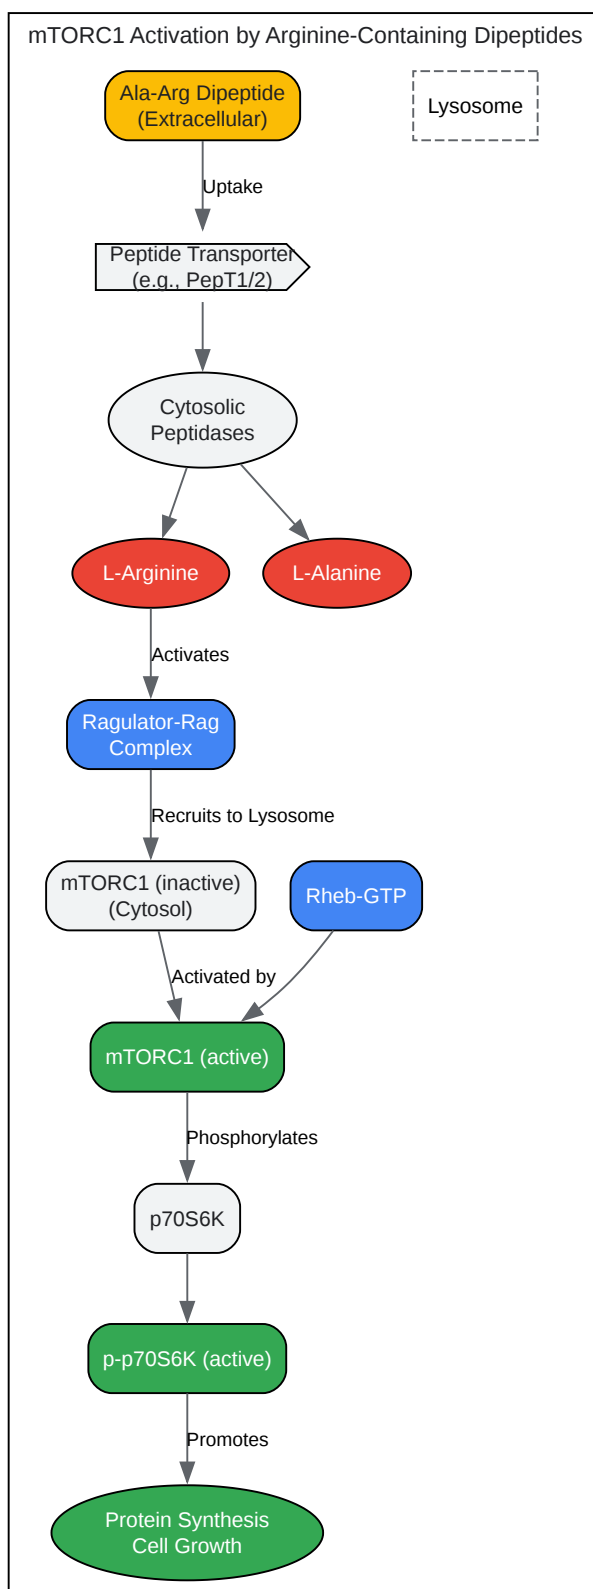 mTORC1 Activation by Arginine-Containing Dipeptides
Ala-Arg Dipeptide
(Extracellular)
Lysosome
Uptake
Peptide Transporter
(e.g., PepT1/2)
Cytosolic
Peptidases
L-Arginine
L-Alanine
Activates
Ragulator-Rag
Complex
Recruits to Lysosome
mTORC1 (inactive)
(Cytosol)
Rheb-GTP
Activated by
mTORC1 (active)
Phosphorylates
p70S6K
p-p70S6K (active)
Promotes
Protein Synthesis
Cell Growth